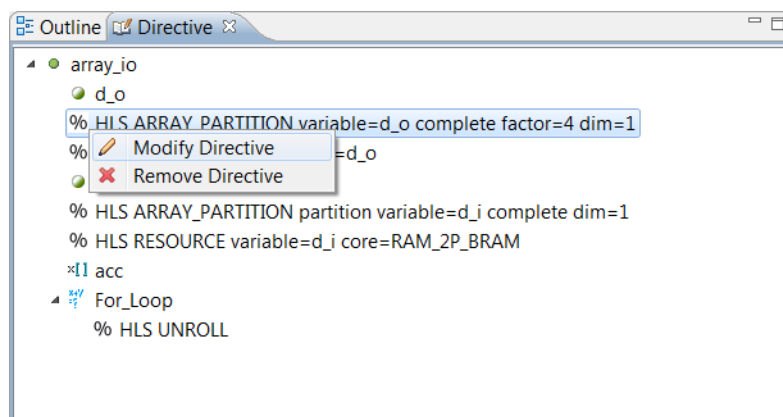 Outline Directive
array_io
d_o
% HLS ARRAY_PARTITION variable=d_o complete factor=4 dim=1
Modify Directive
% =d_o
Remove Directive
% HLS ARRAY_PARTITION partition variable=d_i complete dim=1
% HLS RESOURCE variable=d_i core=RAM_2P_BRAM
x[] acc
For_Loop
% HLS UNROLL